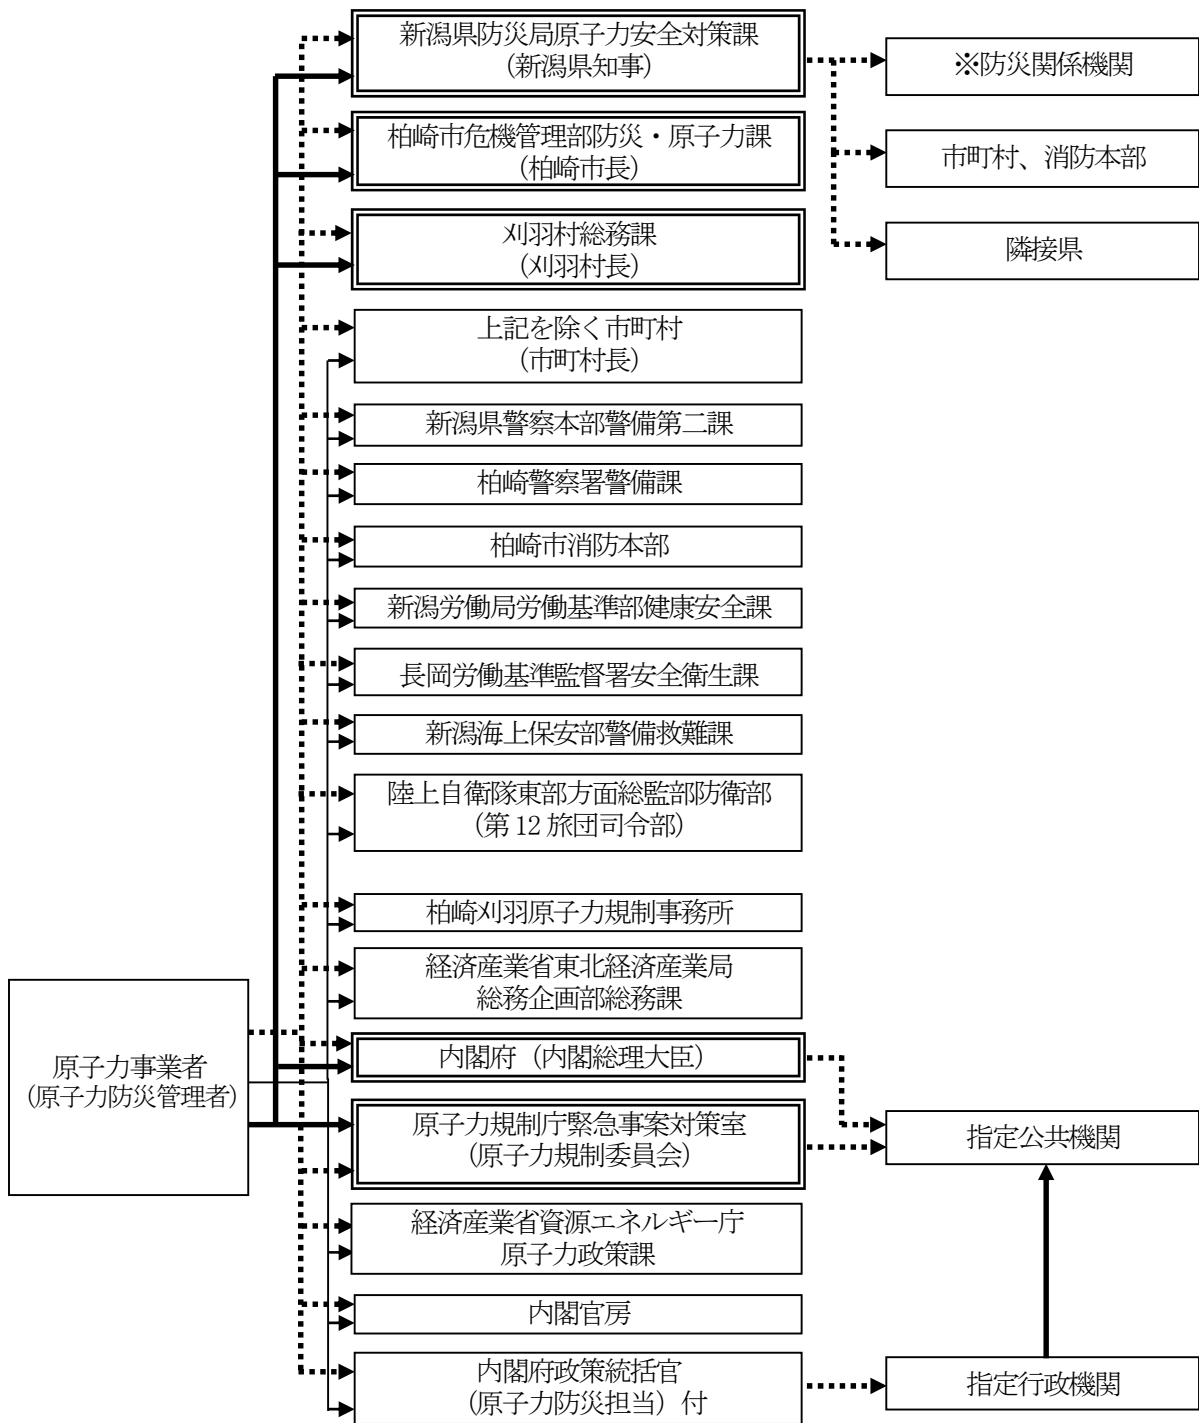 新潟県防災局原子力安全対策課
(新潟県知事)
※防災関係機関
柏崎市危機管理部防災・原子力課
(柏崎市長)
市町村、消防本部
刈羽村総務課
(刈羽村長)
隣接県
上記を除く市町村
(市町村長)
新潟県警察本部警備第二課
柏崎警察署警備課
柏崎市消防本部
新潟労働局労働基準部健康安全課
長岡労働基準監督署安全衛生課
新潟海上保安部警備救難課
陸上自衛隊東部方面総監部防衛部
(第12旅団司令部)
柏崎刈羽原子力規制事務所
経済産業省東北経済産業局
総務企画部総務課
原子力事業者
(原子力防災管理者)
内閣府(内閣総理大臣)
原子力規制庁緊急事案対策室
(原子力規制委員会)
指定公共機関
経済産業省資源エネルギー庁
原子力政策課
内閣官房
内閣府政策統括官
(原子力防災担当)付
指定行政機関